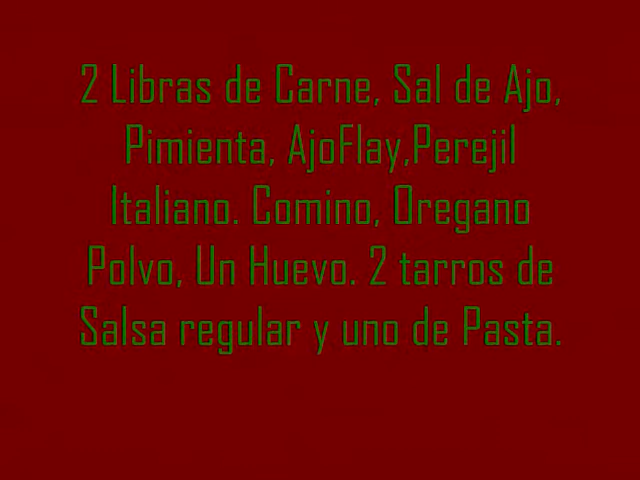 2 Libras de Carne, Sal de Ajo,
Pimienta, AjoFlay,Perejil
Italiano. Comino, Oregano
Polvo, Un Huevo. 2 tarros de
Salsa regular y uno de Pasta.